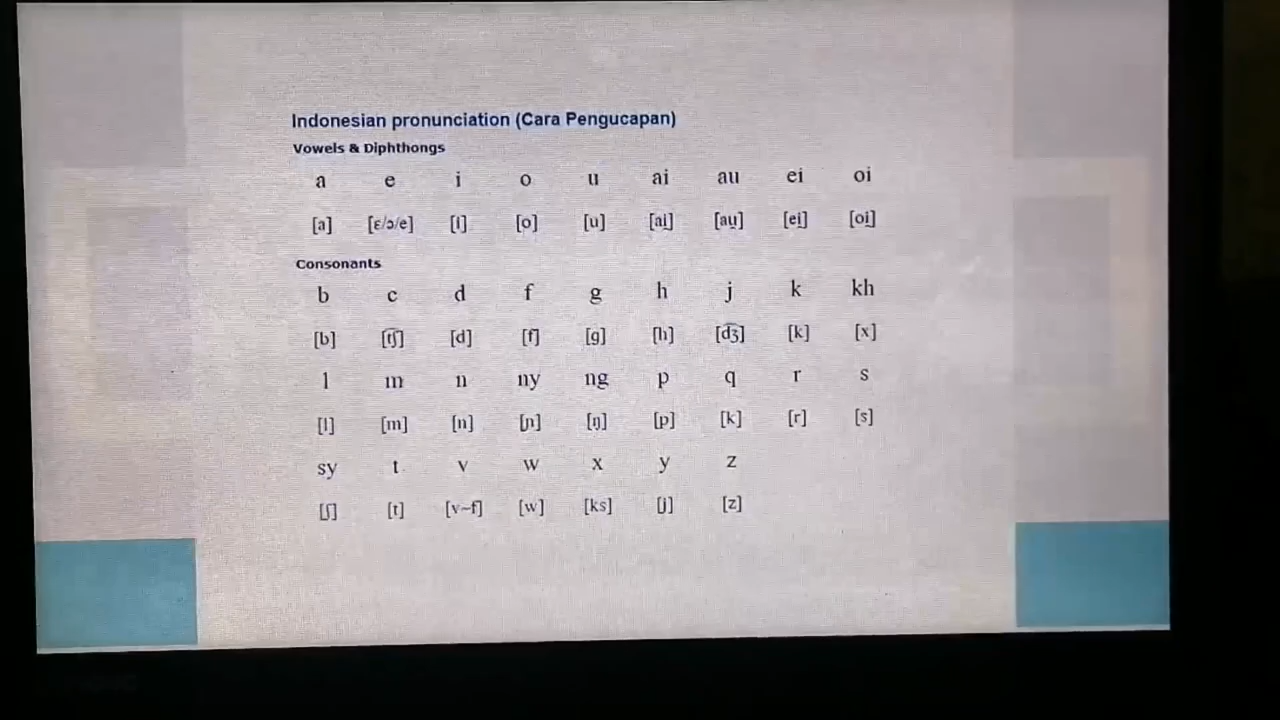 Indonesian pronunciation (Cara Pengucapan)
Vowels & Diphthongs
a e i o u ai au ei oi
[a] [ɛ/ɔ/e] [i] [o] [u] [ai̯] [au̯] [ei̯] [oi̯]
Consonants
b c d f g h j k kh
[b] [t͡ʃ] [d] [f] [g] [h] [d͡ʒ] [k] [x]
l m n ny ng p q r s
[l] [m] [n] [ɲ] [ŋ] [p] [k] [r] [s]
sy t v w x y z
[ʃ] [t] [v~f] [w] [ks] [j] [z]